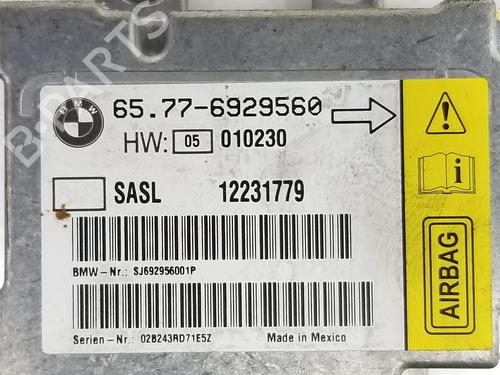 B-PARTS
BMW
65.77-6929560
HW: 05 010230
SASL 12231779
BMW-Nr.: SJ692956001P
Serien-Nr.: 02B243RD71E5Z Made in Mexico
AIRBAG